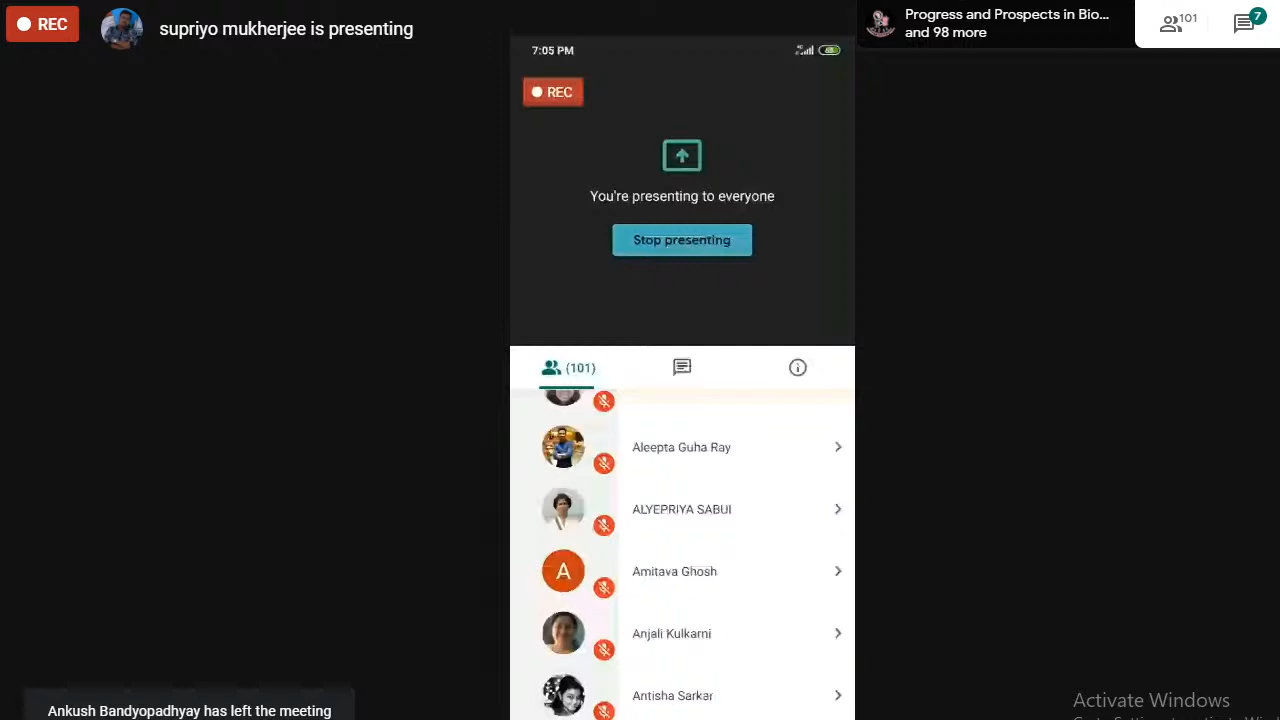 REC
supriyo mukherjee is presenting
Progress and Prospects in Bio...
and 98 more
101
7
7:05 PM
REC
You're presenting to everyone
Stop presenting
(101)
Aleepta Guha Ray
ALYEPRIYA SABUI
A
Amitava Ghosh
Anjali Kulkarni
Antisha Sarkar
Ankush Bandyopadhyay has left the meeting
Activate Windows